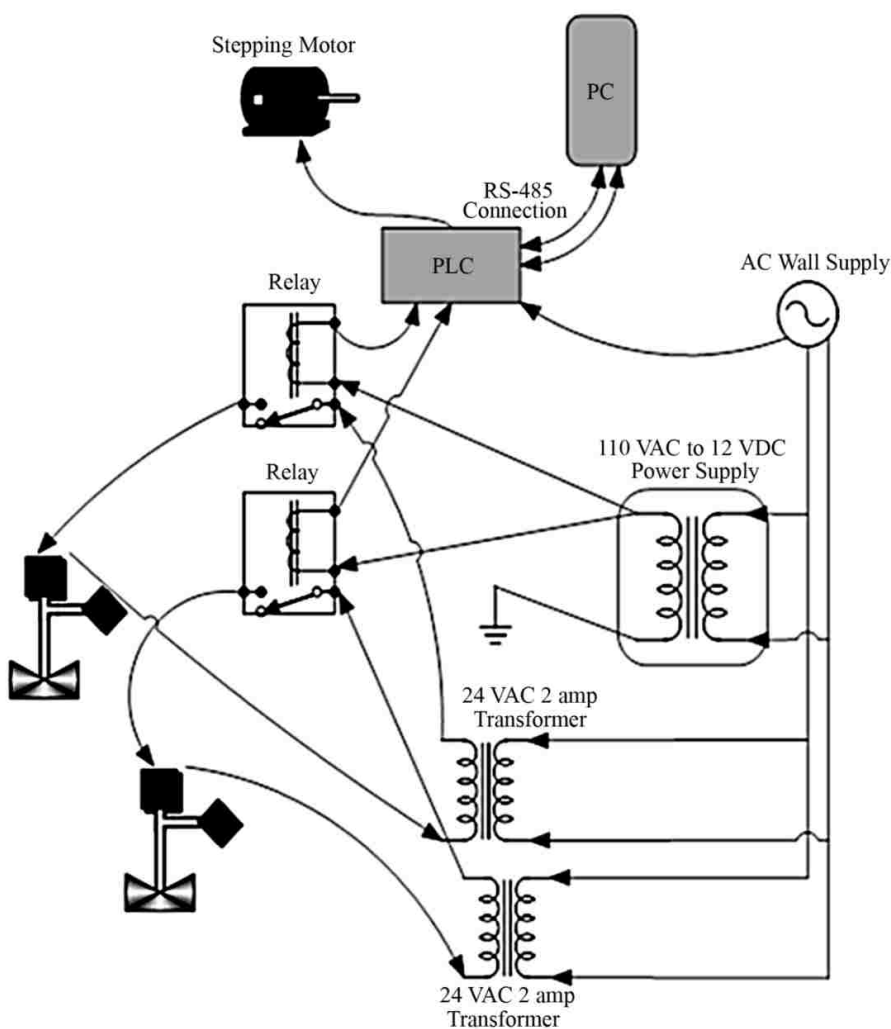 Stepping Motor
PC
RS-485
Connection
PLC
AC Wall Supply
Relay
110 VAC to 12 VDC
Power Supply
Relay
24 VAC 2 amp
Transformer
24 VAC 2 amp
Transformer